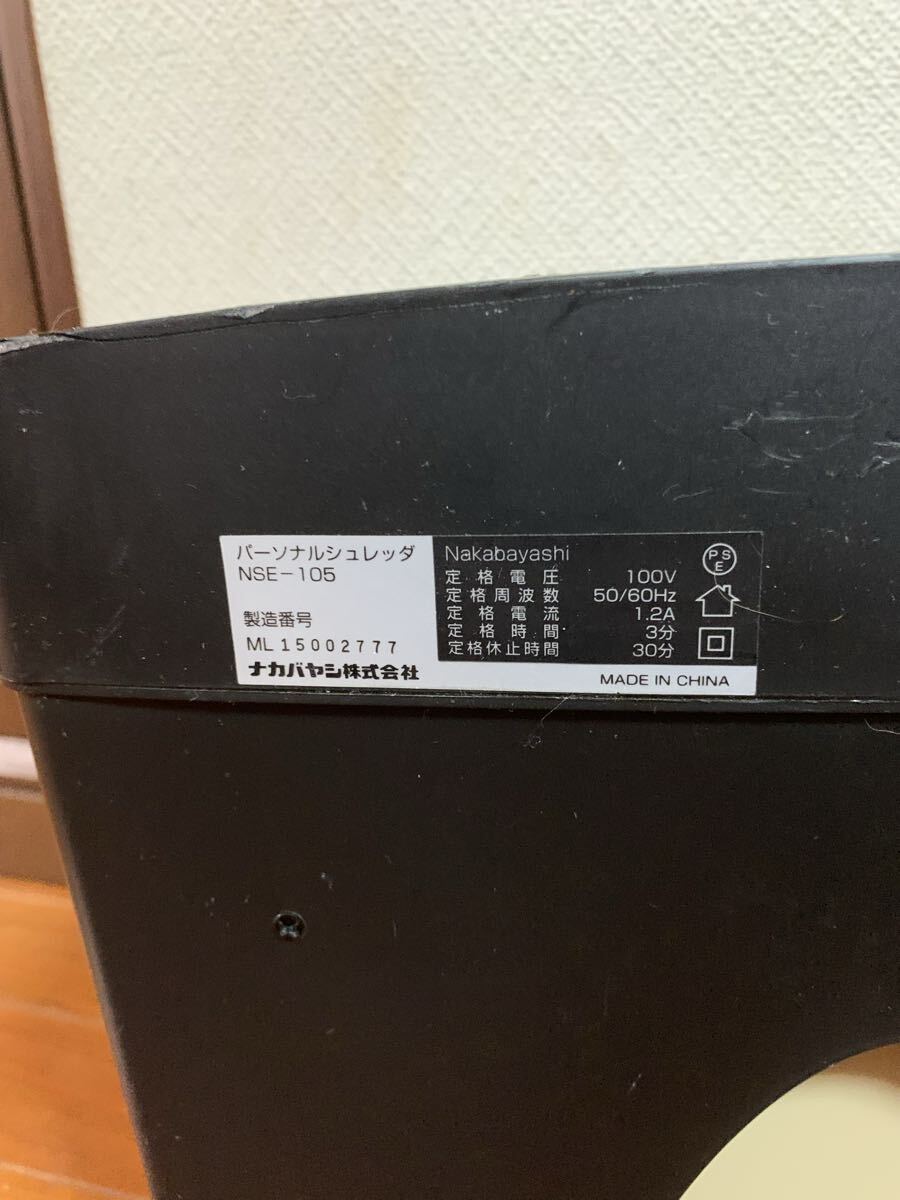 パーソナルシュレッダ
NSE-105
製造番号
ML15002777
ナカバヤシ株式会社
Nakabayashi
定格電圧 100V
定格周波数 50/60Hz
定格電流 1.2A
定格時間 3分
定格休止時間 30分
PSE
MADE IN CHINA